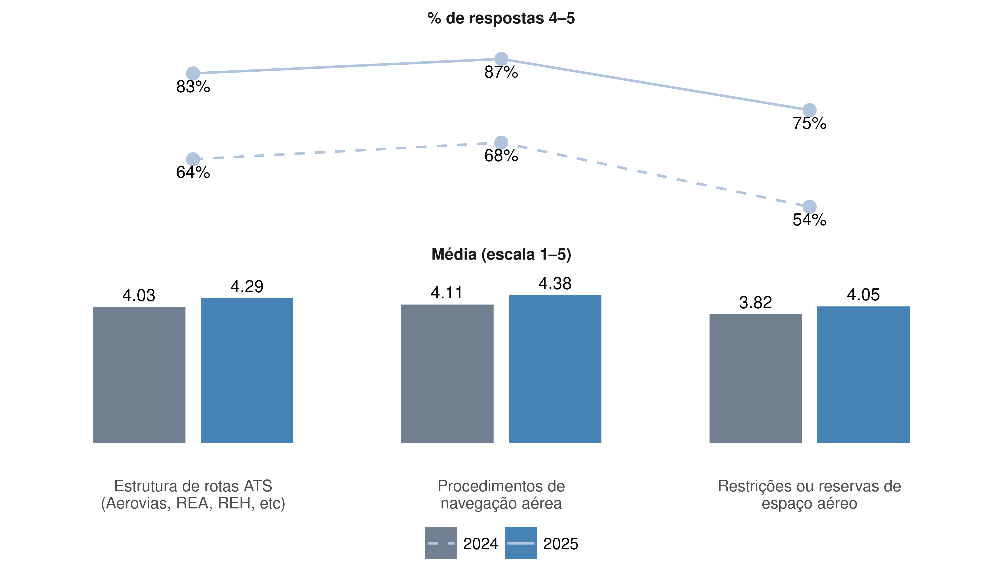 % de respostas 4–5
83%
87%
75%
64%
68%
54%
Média (escala 1–5)
4.03
4.29
4.11
4.38
3.82
4.05
Estrutura de rotas ATS
(Aerovias, REA, REH, etc)
Procedimentos de
navegação aérea
Restrições ou reservas de
espaço aéreo
2024
2025